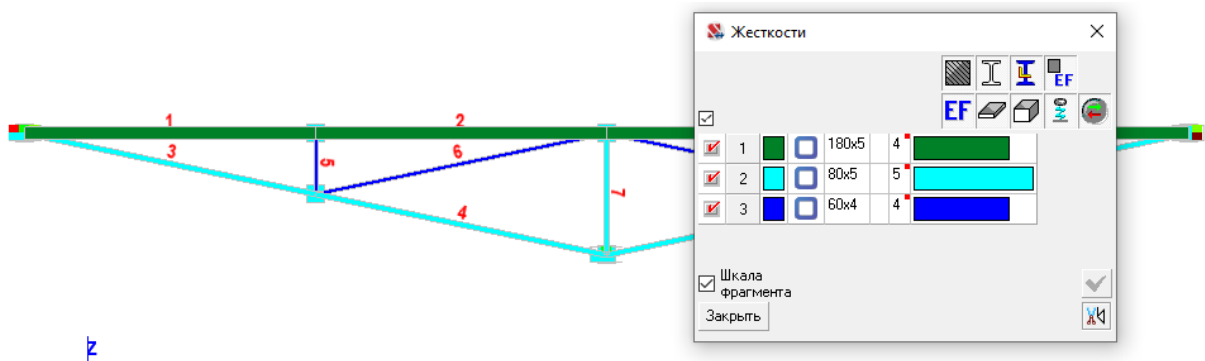 Жесткости
EF
EF
1 180x5 4
2 80x5 5
3 60x4 4
Шкала
фрагмента
Закрыть
1 2
3 5 6
4 7
z